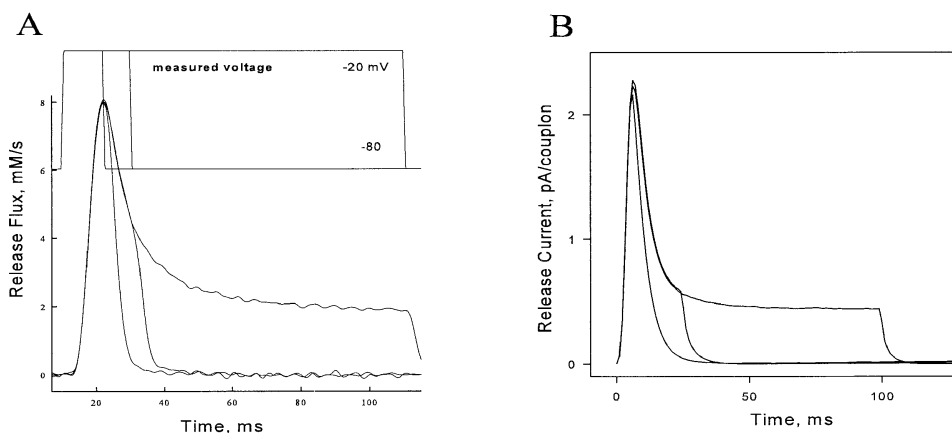 A
measured voltage
-20 mV
-80
Release Flux, mM/s
8
6
4
2
0
20
40
60
80
100
Time, ms
B
Release Current, pA/couplon
2
1
0
0
50
100
Time, ms